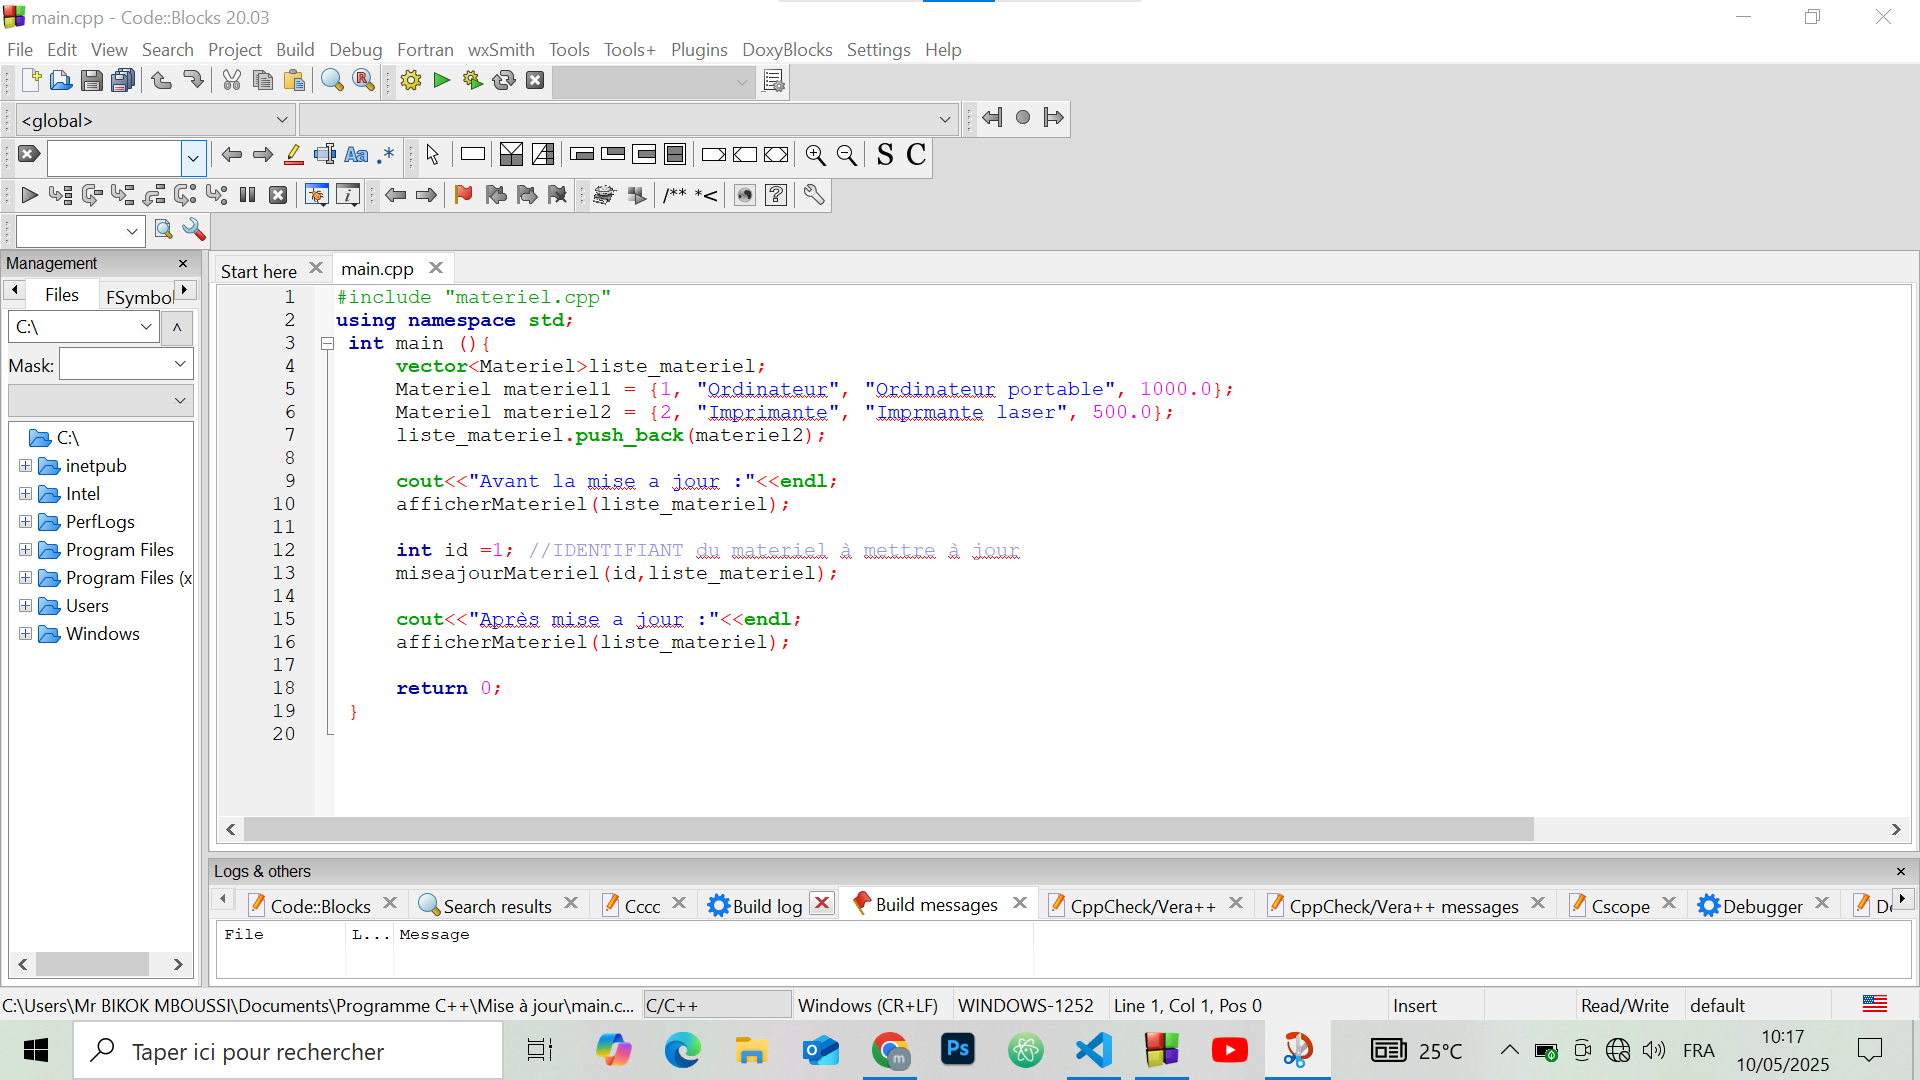 main.cpp - Code::Blocks 20.03
File Edit View Search Project Build Debug Fortran wxSmith Tools Tools+ Plugins DoxyBlocks Settings Help
<global>
Aa .* S C
/** *<
Management
Files FSymbol
C:\
Mask:
C:\
inetpub
Intel
PerfLogs
Program Files
Program Files (x
Users
Windows
Start here main.cpp
1 #include "materiel.cpp"
2 using namespace std;
3 int main (){
4 vector<Materiel>liste_materiel;
5 Materiel materiel1 = {1, "Ordinateur", "Ordinateur portable", 1000.0};
6 Materiel materiel2 = {2, "Imprimante", "Imprmante laser", 500.0};
7 liste_materiel.push_back(materiel2);
8
9 cout<<"Avant la mise a jour :"<<endl;
10 afficherMateriel(liste_materiel);
11
12 int id =1; //IDENTIFIANT du materiel à mettre à jour
13 miseajourMateriel(id,liste_materiel);
14
15 cout<<"Après mise a jour :"<<endl;
16 afficherMateriel(liste_materiel);
17
18 return 0;
19 }
20
Logs & others
Code::Blocks Search results Cccc Build log Build messages CppCheck/Vera++ CppCheck/Vera++ messages Cscope Debugger
File L... Message
C:\Users\Mr BIKOK MBOUSSI\Documents\Programme C++\Mise à jour\main.c... C/C++ Windows (CR+LF) WINDOWS-1252 Line 1, Col 1, Pos 0 Insert Read/Write default
Taper ici pour rechercher Ps m 25°C FRA 10:17
10/05/2025